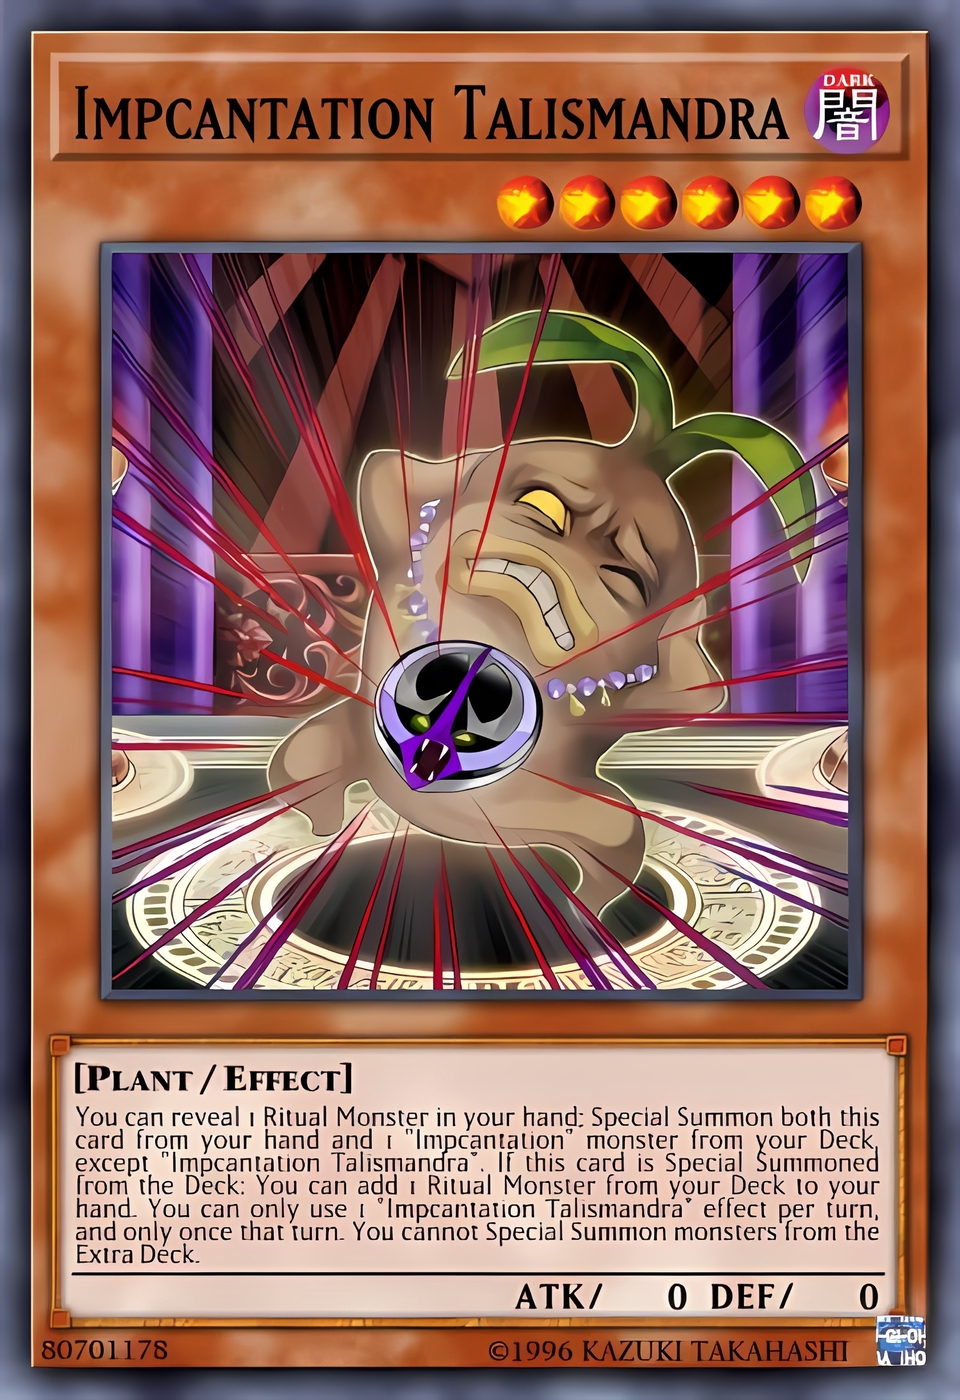 Impcantation Talismandra
DARK
闇
[Plant / Effect]
You can reveal 1 Ritual Monster in your hand; Special Summon both this
card from your hand and 1 "Impcantation" monster from your Deck,
except "Impcantation Talismandra". If this card is Special Summoned
from the Deck: You can add 1 Ritual Monster from your Deck to your
hand. You can only use 1 "Impcantation Talismandra" effect per turn,
and only once that turn. You cannot Special Summon monsters from the
Extra Deck.
ATK/ 0 DEF/ 0
80701178
©1996 KAZUKI TAKAHASHI